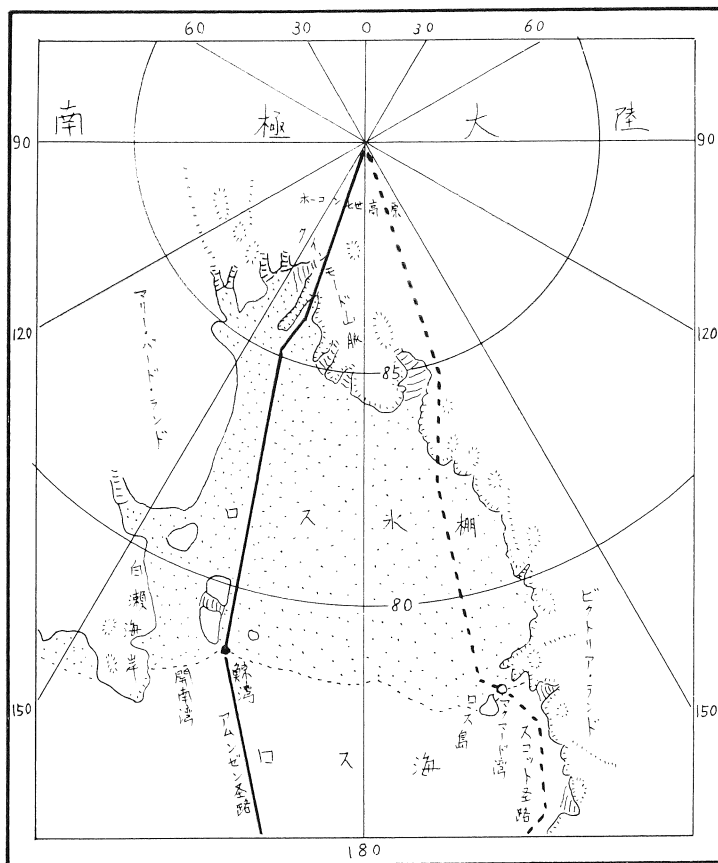 60 30 0 30 60
南極大陸
90 90
ホーコン七世高原
クイーンモード山脈
85
120 120
マリー・バード・ランド
ロス氷棚
80
白瀬海岸
ビクトリア・ランド
開南湾
鯨湾
ロス島
マクマード湾
150 150
アムンゼン圣路
スコット圣路
ロス海
180